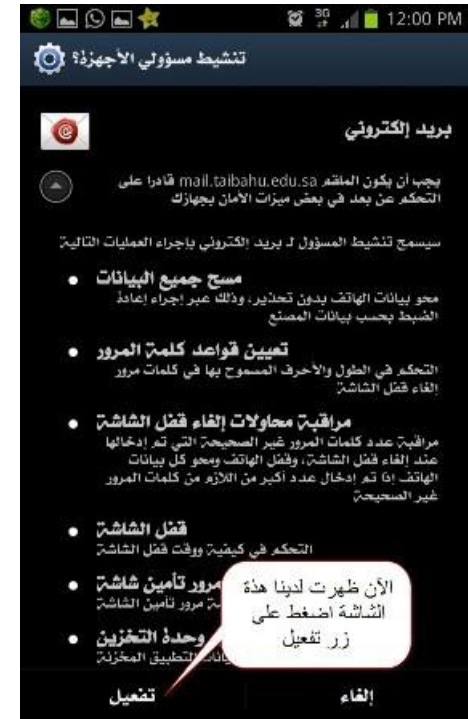 3G 12:00 PM
تنشيط مسؤولي الأجهزة؟
بريد إلكتروني
يجب أن يكون الملقم mail.taibahu.edu.sa قادرا على
التحكم عن بعد في بعض ميزات الأمان بجهازك
سيسمح تنشيط المسؤول لـ بريد إلكتروني بإجراء العمليات التالية:
مسح جميع البيانات
محو بيانات الهاتف بدون تحذير، وذلك عبر إجراء إعادة
الضبط بحسب بيانات المصنع
تعيين قواعد كلمة المرور
التحكم في الطول والأحرف المسموح بها في كلمات مرور
إلغاء قفل الشاشة
مراقبة محاولات إلغاء قفل الشاشة
مراقبة عدد كلمات المرور غير الصحيحة التي تم إدخالها
عند إلغاء قفل الشاشة، وقفل الهاتف ومحو كل بيانات
الهاتف إذا تم إدخال عدد أكبر من اللازم من كلمات المرور
غير الصحيحة
قفل الشاشة
التحكم في كيفية ووقت قفل الشاشة
مرور تأمين شاشة
مرور تأمين الشاشة
وحدة التخزين
التطبيق المخزنة
الأن ظهرت لدينا هذة
الشاشة اضغط على
زر تفعيل
إلغاء
تفعيل